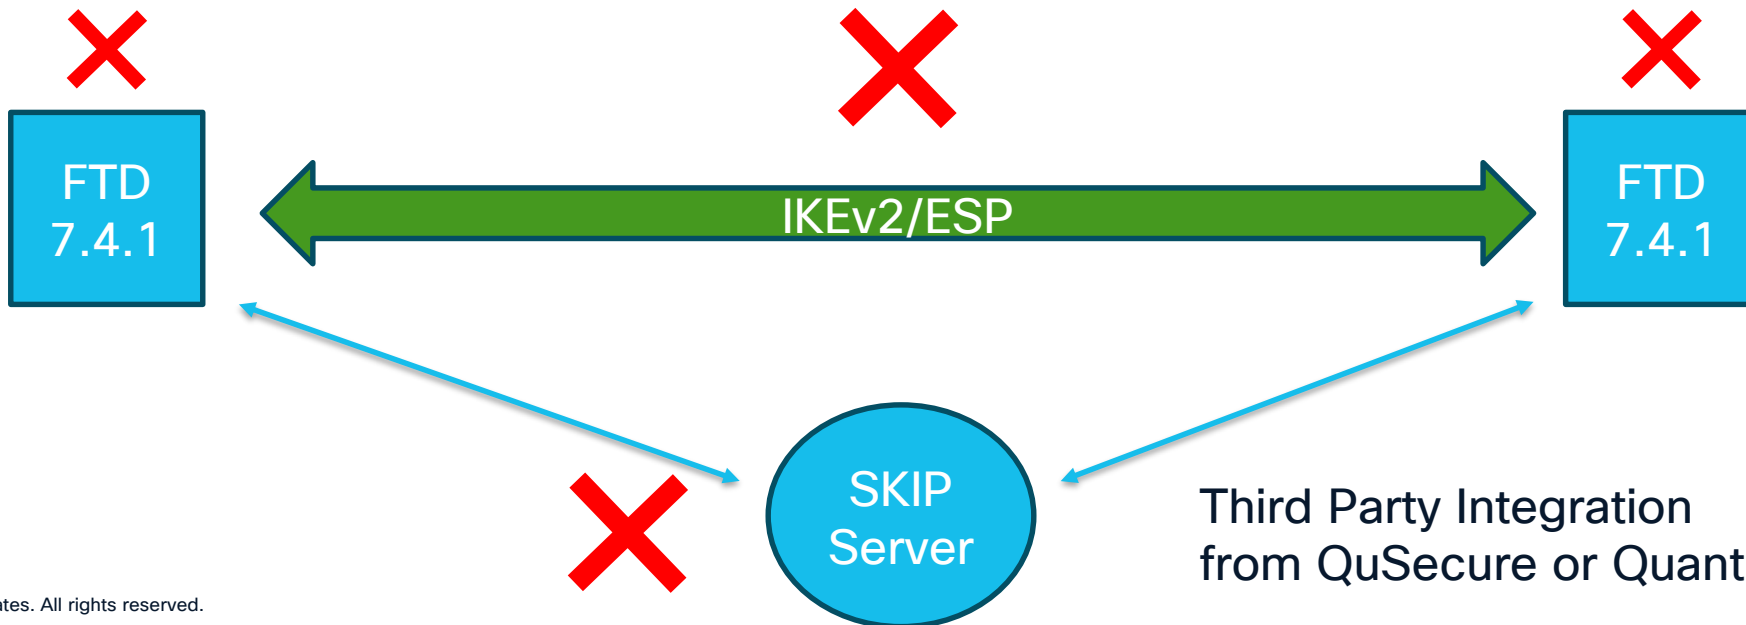 FTD
7.4.1
IKEv2/ESP
FTD
7.4.1
SKIP
Server
Third Party Integration
from QuSecure or Quant
ates. All rights reserved.